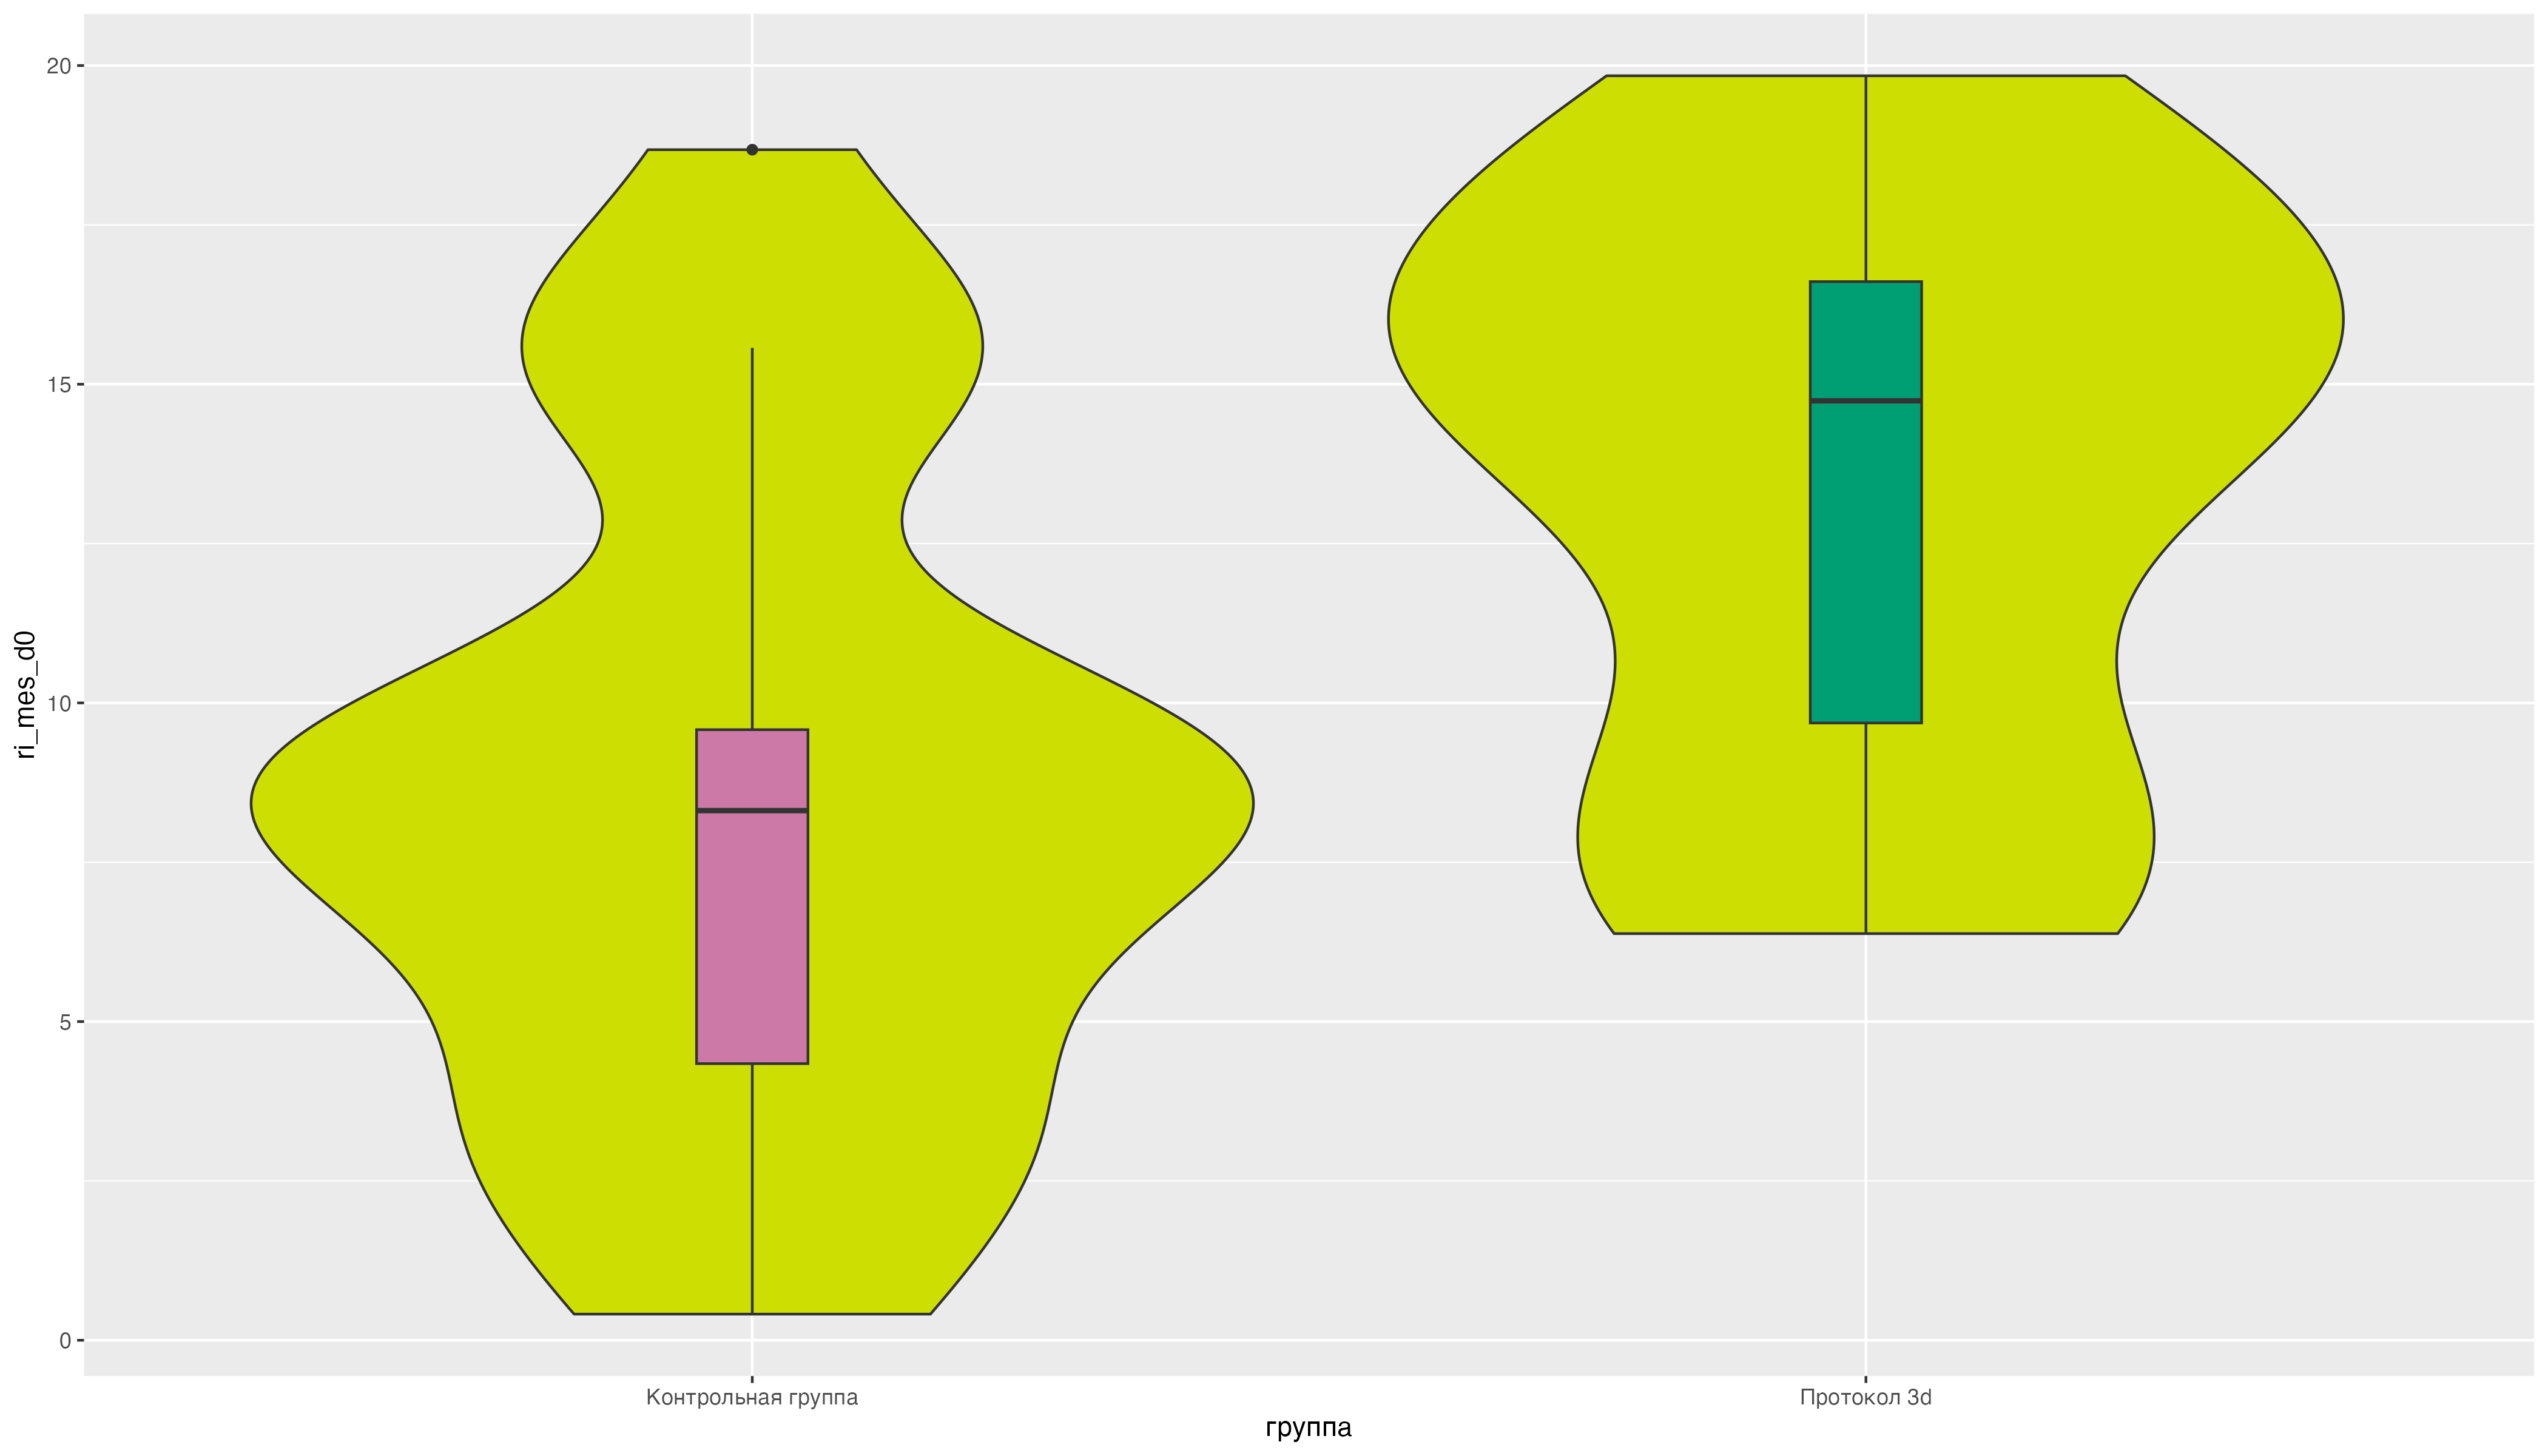 20
15
10
5
0
ri_mes_d0
Контрольная группа
Протокол 3d
группа